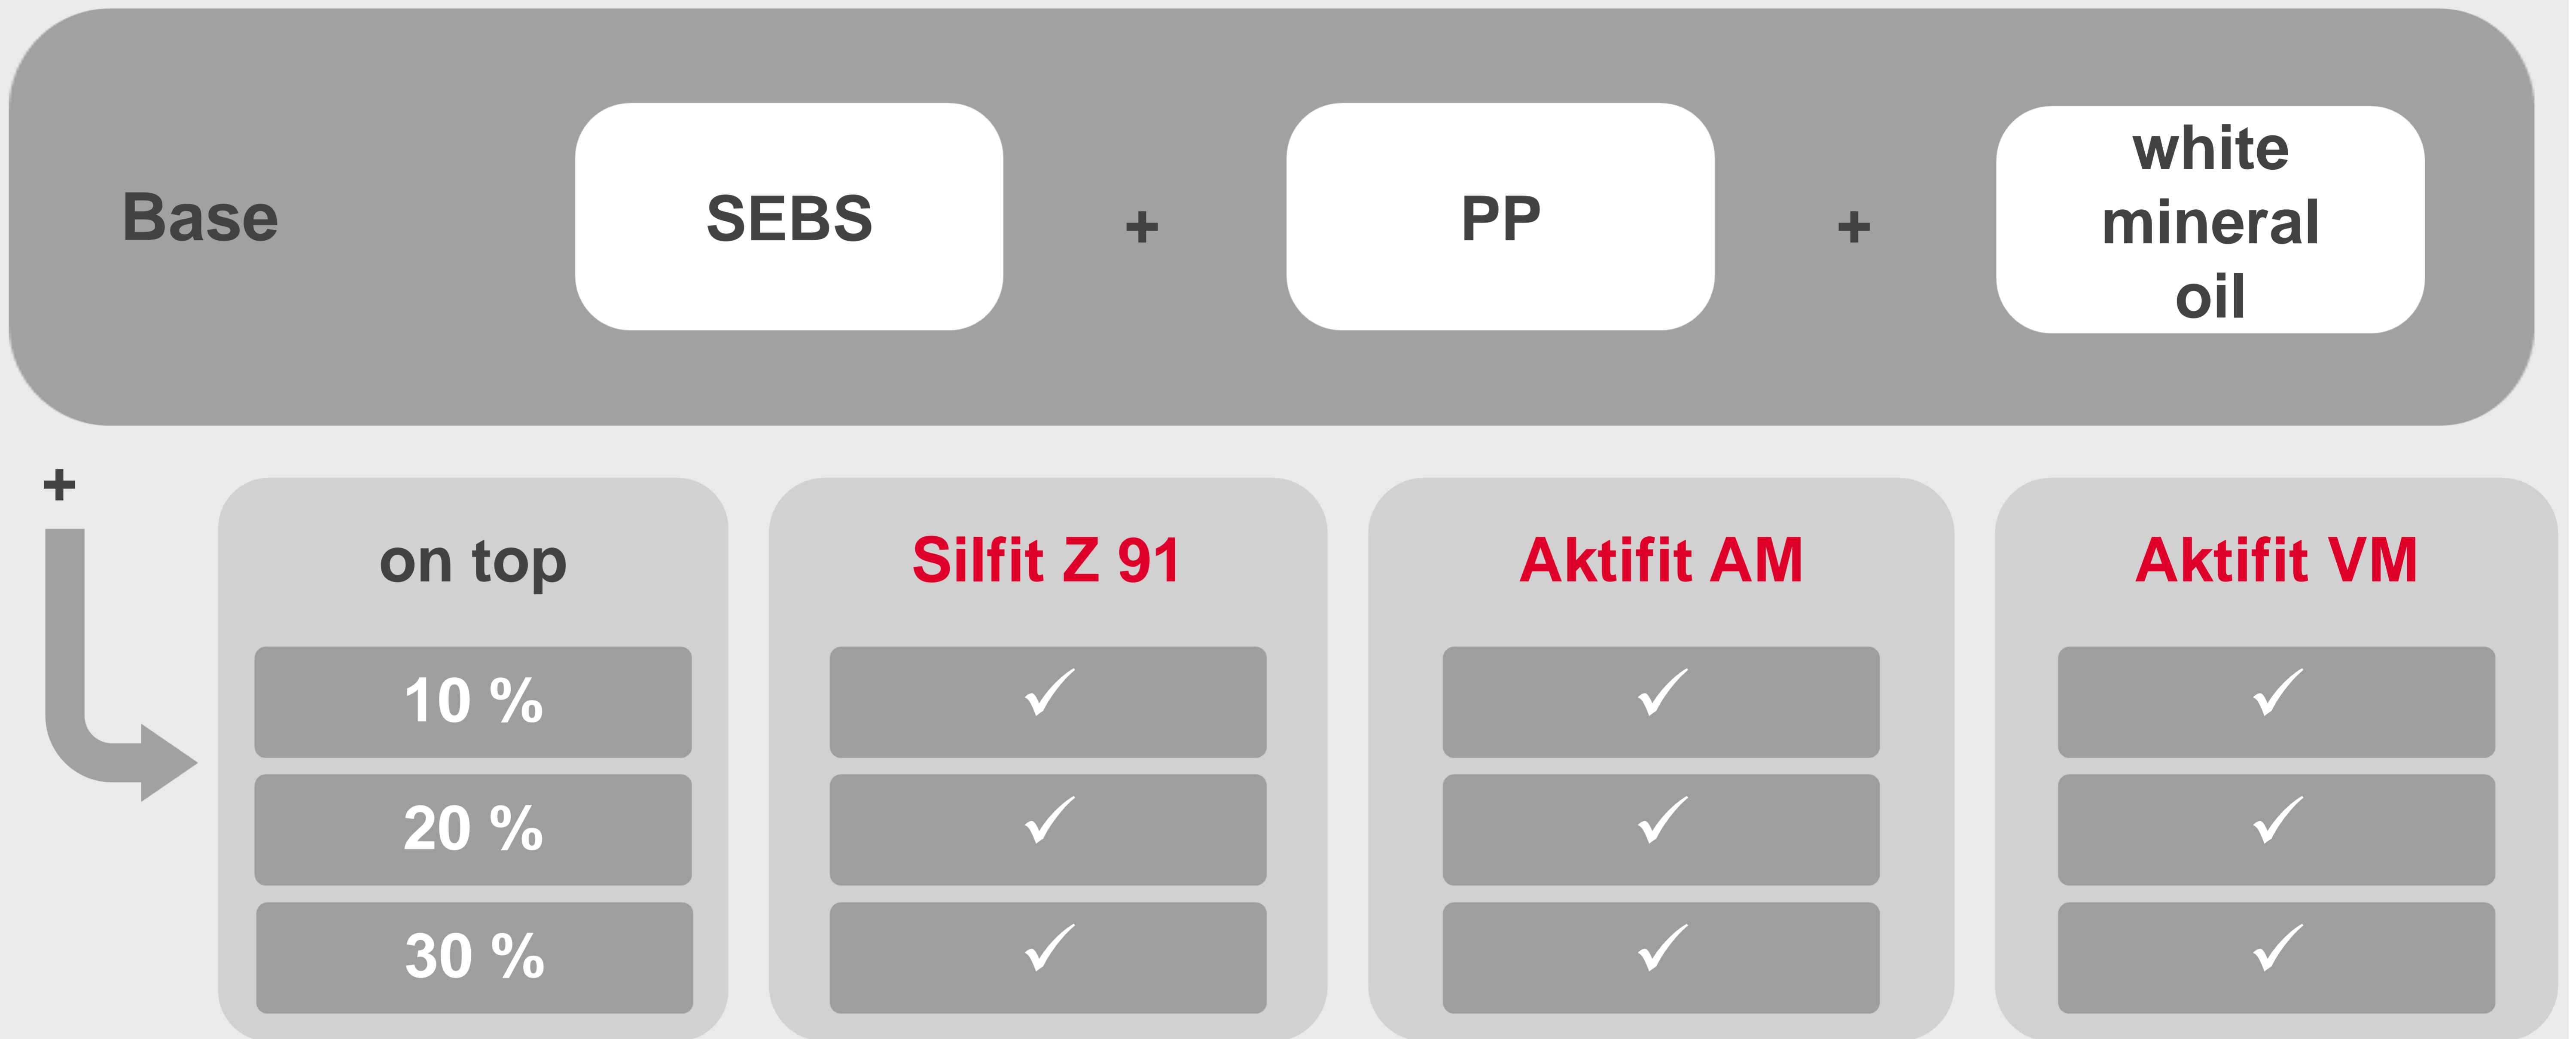 Base
SEBS
+
PP
+
white
mineral
oil
+
on top
Silfit Z 91
Aktifit AM
Aktifit VM
10 %
✓
✓
✓
20 %
✓
✓
✓
30 %
✓
✓
✓